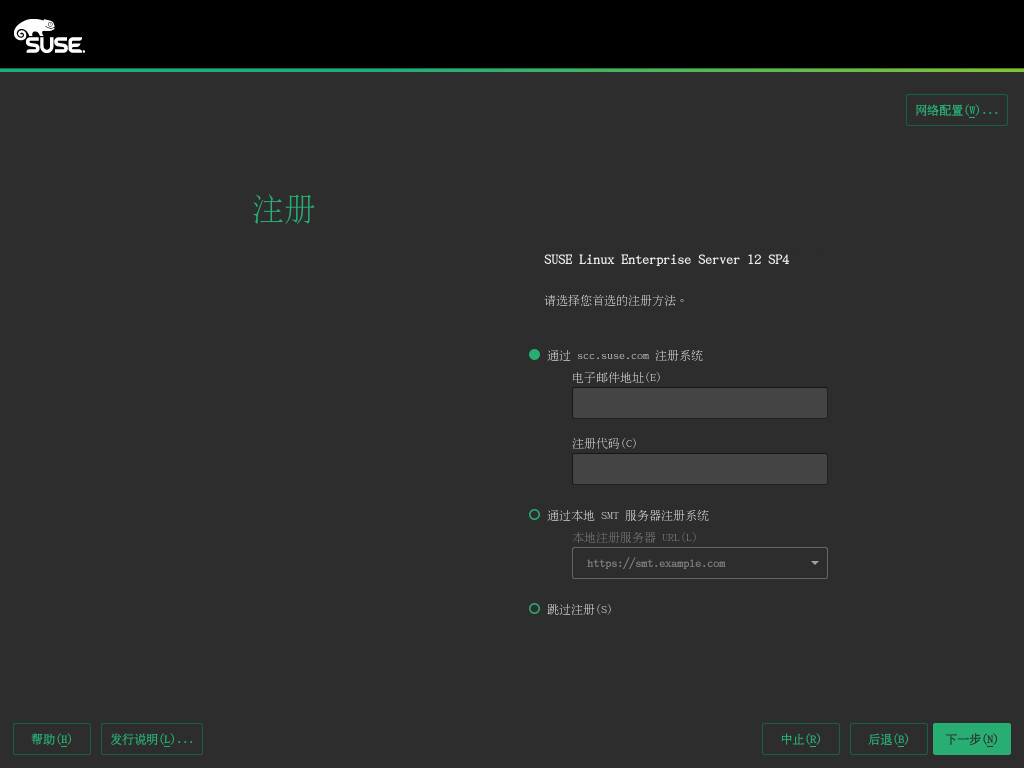 SUSE.
网络配置(W)...
注册
SUSE Linux Enterprise Server 12 SP4
请选择您首选的注册方法。
通过 scc.suse.com 注册系统
电子邮件地址(E)
注册代码(C)
通过本地 SMT 服务器注册系统
本地注册服务器 URL(L)
https://smt.example.com
跳过注册(S)
帮助(H) 发行说明(L)... 中止(R) 后退(B) 下一步(N)